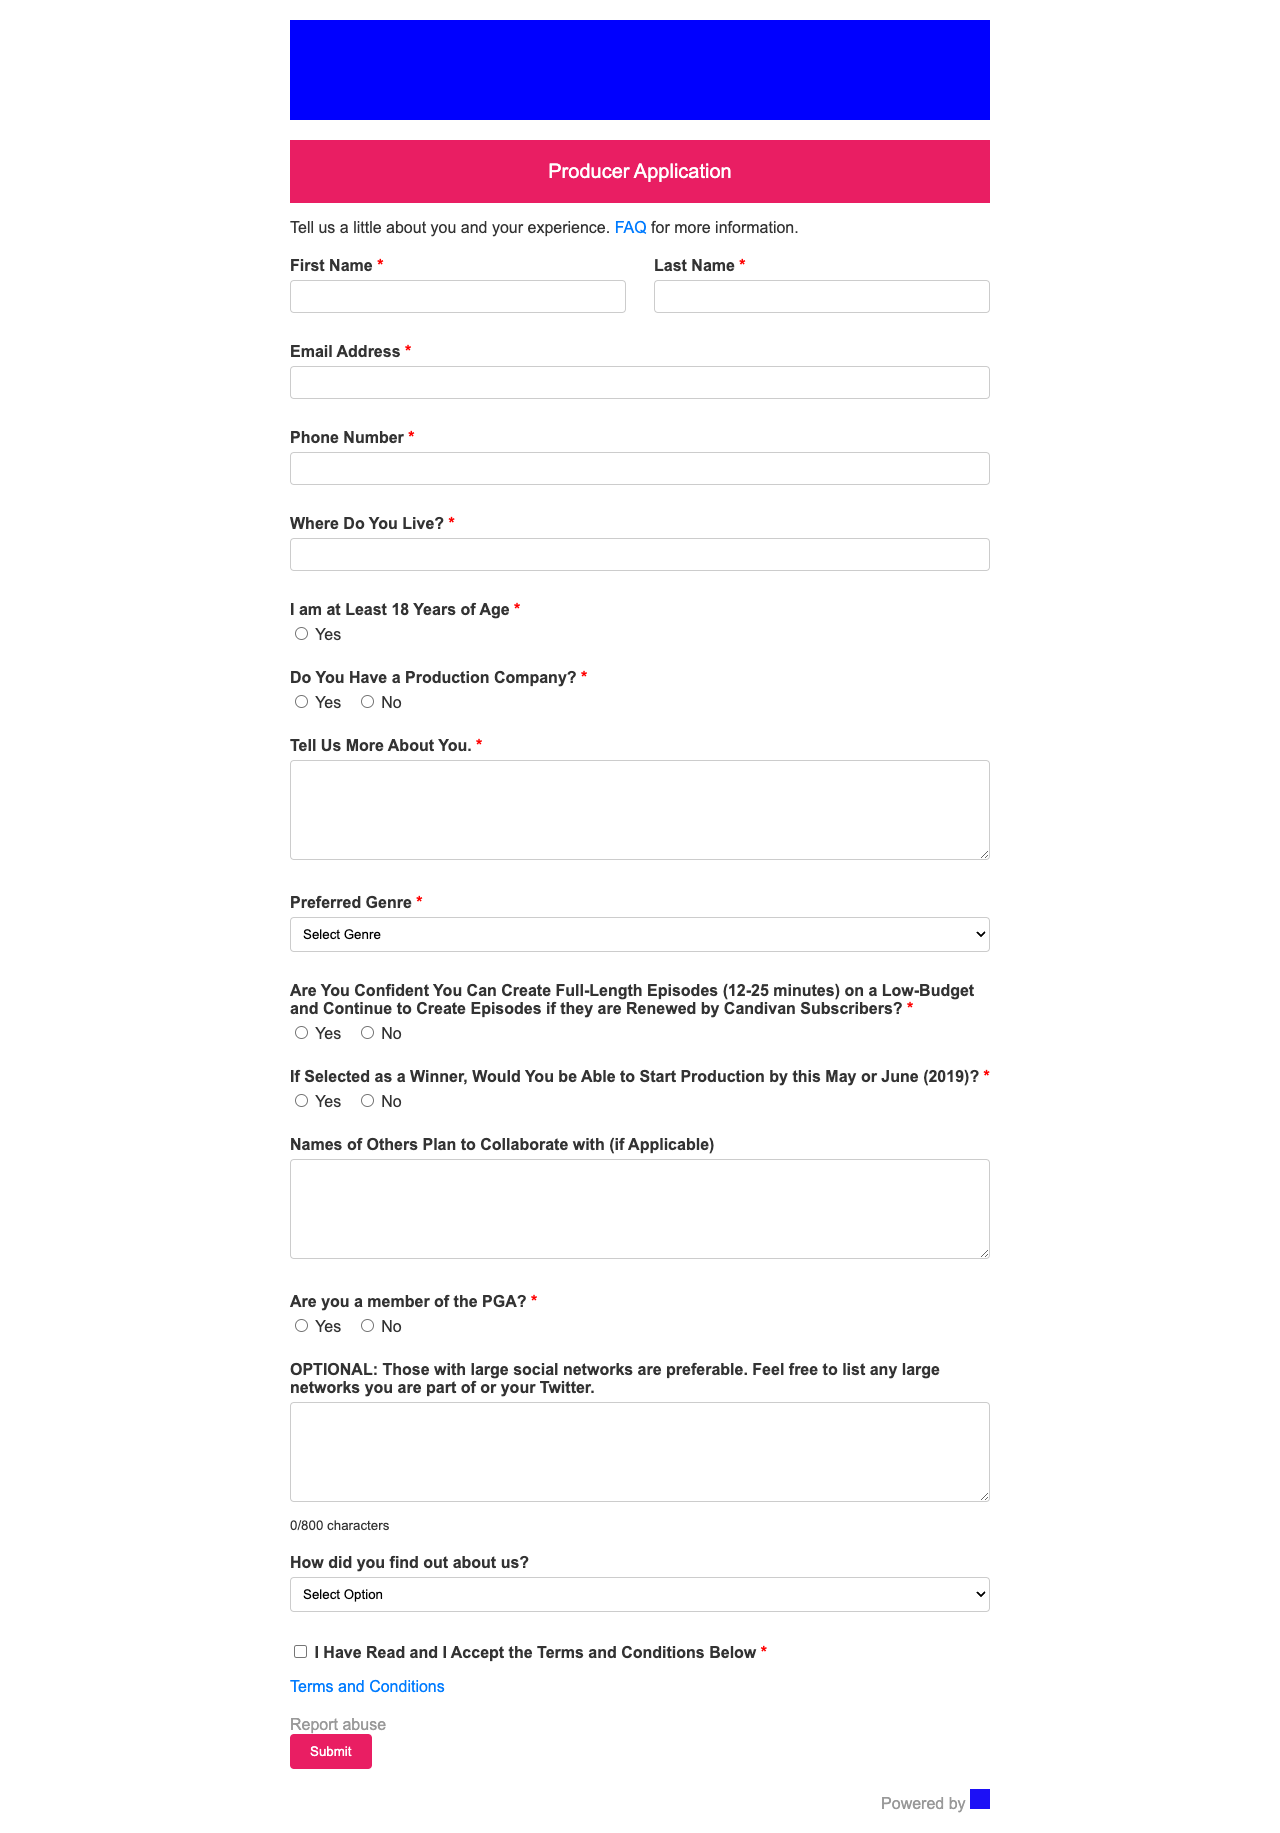 Producer Application
Tell us a little about you and your experience. FAQ for more information.
First Name *
Last Name *
Email Address *
Phone Number *
Where Do You Live? *
I am at Least 18 Years of Age *
Yes
Do You Have a Production Company? *
Yes No
Tell Us More About You. *
Preferred Genre *
Select Genre
Are You Confident You Can Create Full-Length Episodes (12-25 minutes) on a Low-Budget
and Continue to Create Episodes if they are Renewed by Candivan Subscribers? *
Yes No
If Selected as a Winner, Would You be Able to Start Production by this May or June (2019)? *
Yes No
Names of Others Plan to Collaborate with (if Applicable)
Are you a member of the PGA? *
Yes No
OPTIONAL: Those with large social networks are preferable. Feel free to list any large
networks you are part of or your Twitter.
0/800 characters
How did you find out about us?
Select Option
I Have Read and I Accept the Terms and Conditions Below *
Terms and Conditions
Report abuse
Submit
Powered by